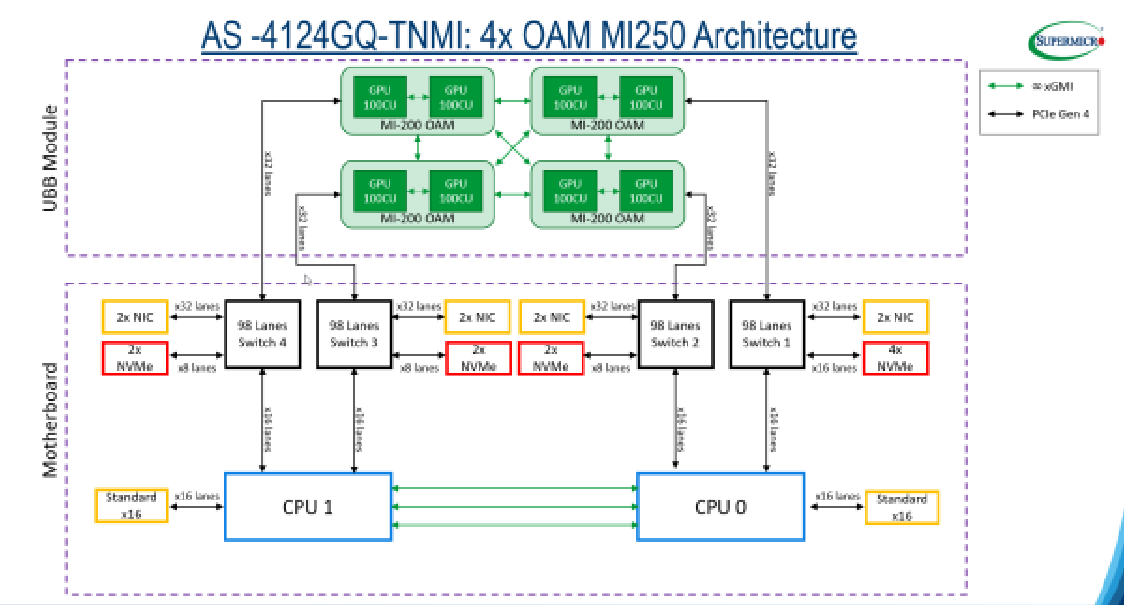 AS -4124GQ-TNMI: 4x OAM MI250 Architecture
SUPERMICRO
∞ xGMI
PCIe Gen 4
UBB Module
GPU
100CU
GPU
100CU
MI-200 OAM
GPU
100CU
GPU
100CU
MI-200 OAM
GPU
100CU
GPU
100CU
MI-200 OAM
GPU
100CU
GPU
100CU
MI-200 OAM
x32 lanes
x32 lanes
x32 lanes
x32 lanes
Motherboard
2x NIC
x32 lanes
98 Lanes
Switch 4
2x
NVMe
x8 lanes
98 Lanes
Switch 3
x32 lanes
2x NIC
x8 lanes
2x
NVMe
2x NIC
x32 lanes
98 Lanes
Switch 2
2x
NVMe
x8 lanes
98 Lanes
Switch 1
x32 lanes
2x NIC
x16 lanes
4x
NVMe
x16 lanes
x16 lanes
x16 lanes
x16 lanes
Standard
x16
x16 lanes
CPU 1
CPU 0
x16 lanes
Standard
x16